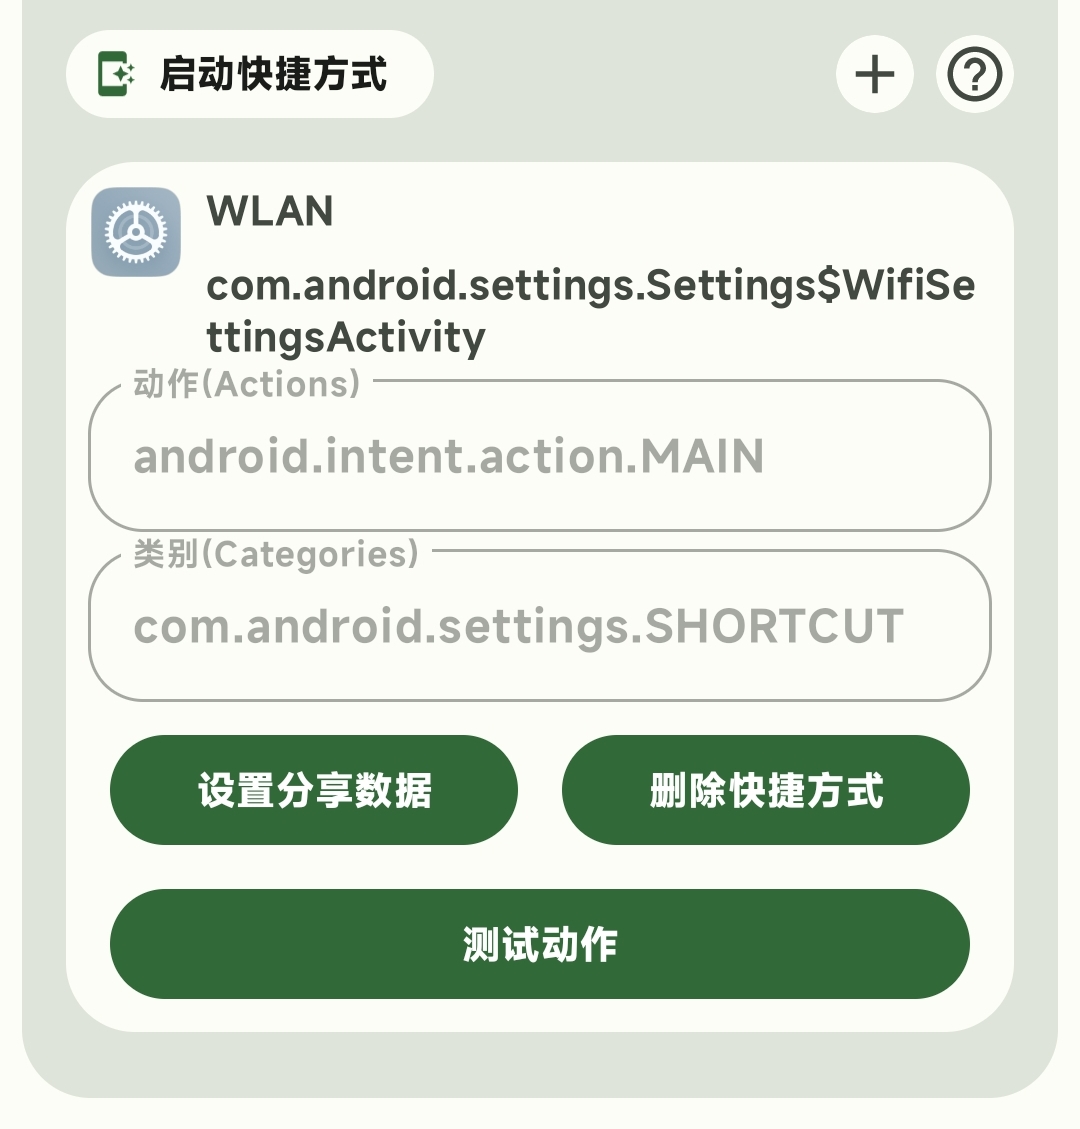 启动快捷方式
WLAN
com.android.settings.Settings$WifiSe
ttingsActivity
动作(Actions)
android.intent.action.MAIN
类别(Categories)
com.android.settings.SHORTCUT
设置分享数据
删除快捷方式
测试动作